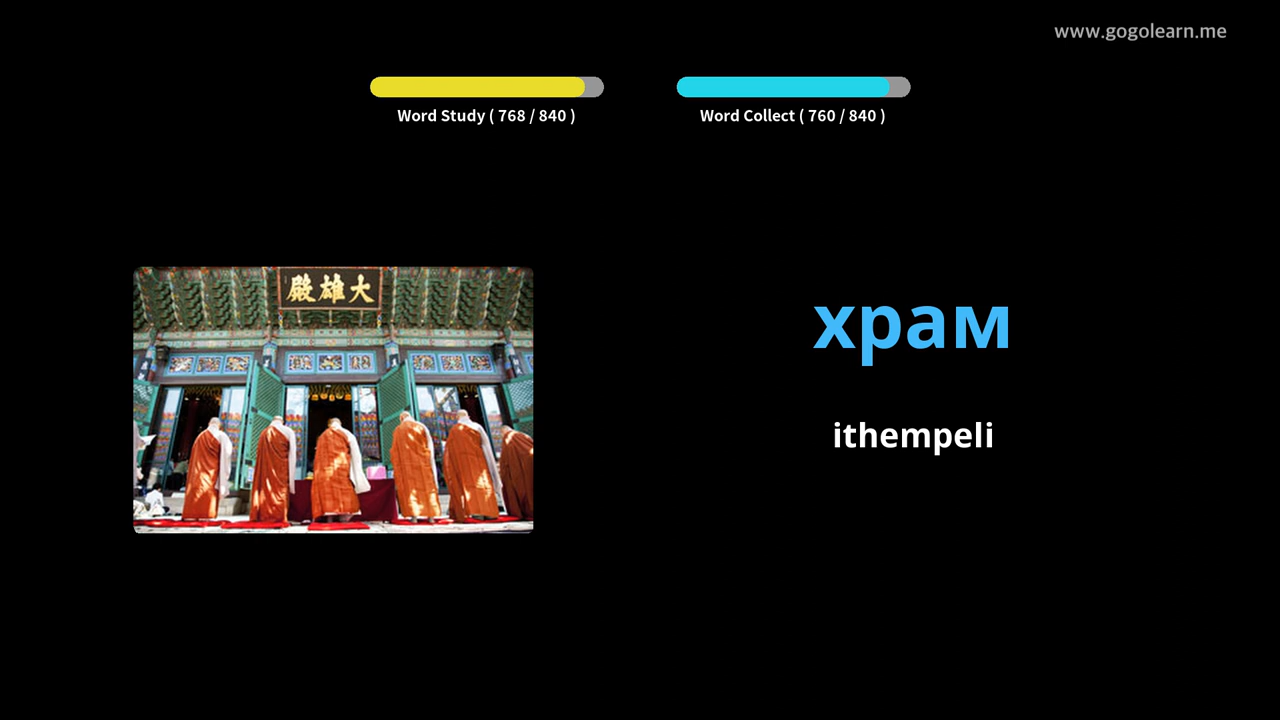 www.gogolearn.me
Word Study ( 768 / 840 )
Word Collect ( 760 / 840 )
殿雄大
храм
ithempeli